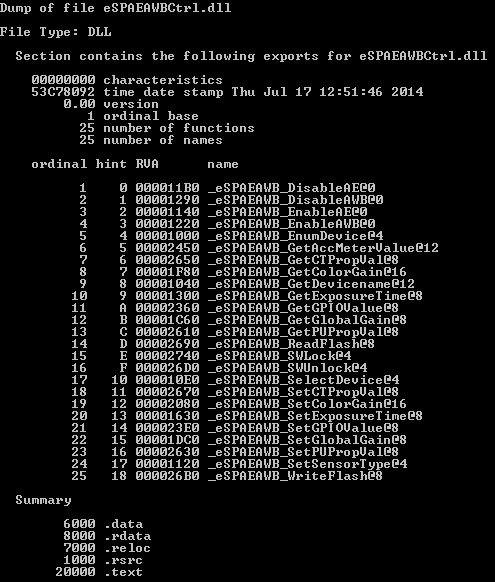 Dump of file eSPAEAWBCtrl.dll
File Type: DLL
Section contains the following exports for eSPAEAWBCtrl.dll
00000000 characteristics
53C78092 time date stamp Thu Jul 17 12:51:46 2014
0.00 version
1 ordinal base
25 number of functions
25 number of names
ordinal hint RVA      name
1    0 000011B0 _eSPAEAWB_DisableAE@0
2    1 00001290 _eSPAEAWB_DisableAWB@0
3    2 00001140 _eSPAEAWB_EnableAE@0
4    3 00001220 _eSPAEAWB_EnableAWB@0
5    4 00001000 _eSPAEAWB_EnumDevice@4
6    5 00002450 _eSPAEAWB_GetAccMeterValue@12
7    6 00002650 _eSPAEAWB_GetCTPropVal@8
8    7 00001F80 _eSPAEAWB_GetColorGain@16
9    8 00001040 _eSPAEAWB_GetDevicename@12
10    9 00001300 _eSPAEAWB_GetExposureTime@8
11    A 00002360 _eSPAEAWB_GetGPIOValue@8
12    B 00001C60 _eSPAEAWB_GetGlobalGain@8
13    C 00002610 _eSPAEAWB_GetPUPropVal@8
14    D 00002690 _eSPAEAWB_ReadFlash@8
15    E 00002740 _eSPAEAWB_SWLock@4
16    F 000026D0 _eSPAEAWB_SWUnlock@4
17   10 000010E0 _eSPAEAWB_SelectDevice@4
18   11 00002670 _eSPAEAWB_SetCTPropVal@8
19   12 00002080 _eSPAEAWB_SetColorGain@16
20   13 00001630 _eSPAEAWB_SetExposureTime@8
21   14 000023E0 _eSPAEAWB_SetGPIOValue@8
22   15 00001DC0 _eSPAEAWB_SetGlobalGain@8
23   16 00002630 _eSPAEAWB_SetPUPropVal@8
24   17 00001120 _eSPAEAWB_SetSensorType@4
25   18 000026B0 _eSPAEAWB_WriteFlash@8
Summary
6000 .data
8000 .rdata
7000 .reloc
1000 .rsrc
20000 .text